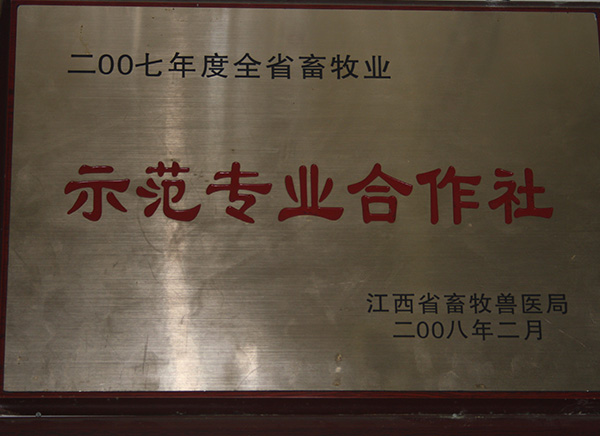 二00七年度全省畜牧业
示范专业合作社
江西省畜牧兽医局
二00八年二月